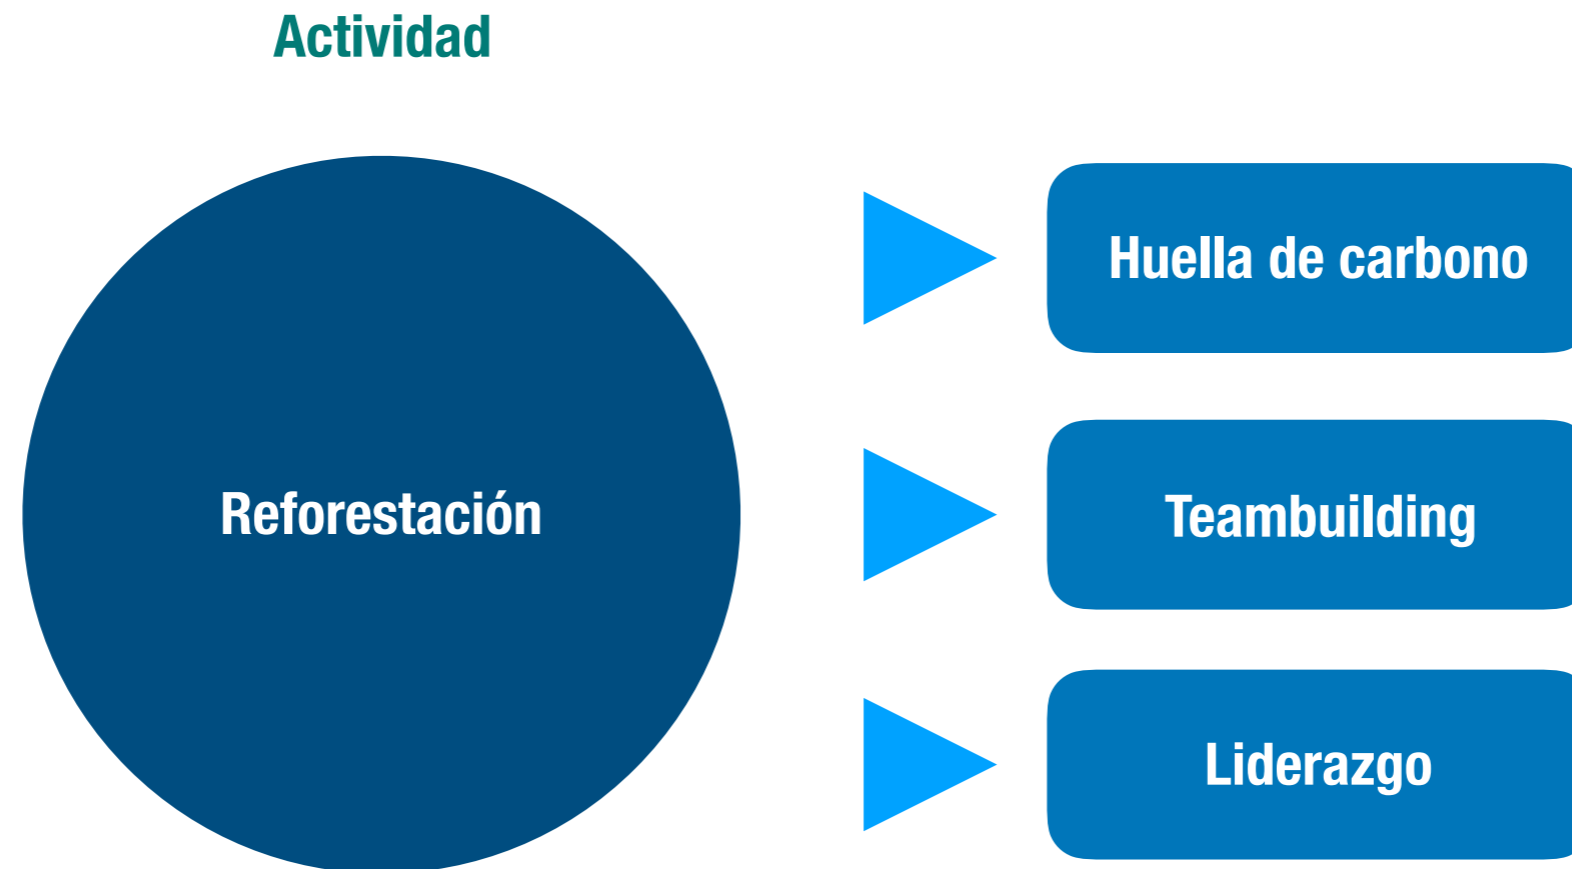 Actividad
Reforestación
Huella de carbono
Teambuilding
Liderazgo